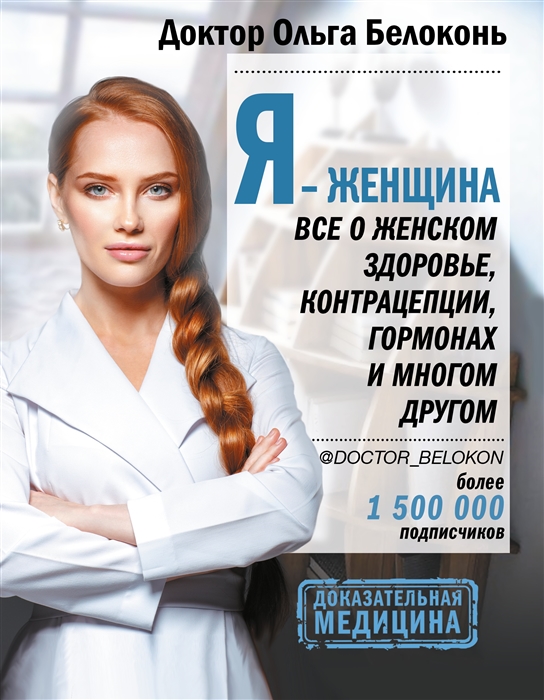 Доктор Ольга Белоконь
Я - ЖЕНЩИНА
ВСЕ О ЖЕНСКОМ
ЗДОРОВЬЕ,
КОНТРАЦЕПЦИИ,
ГОРМОНАХ
И МНОГОМ
ДРУГОМ
@DOCTOR_BELOKON
более
1 500 000
подписчиков
ДОКАЗАТЕЛЬНАЯ
МЕДИЦИНА